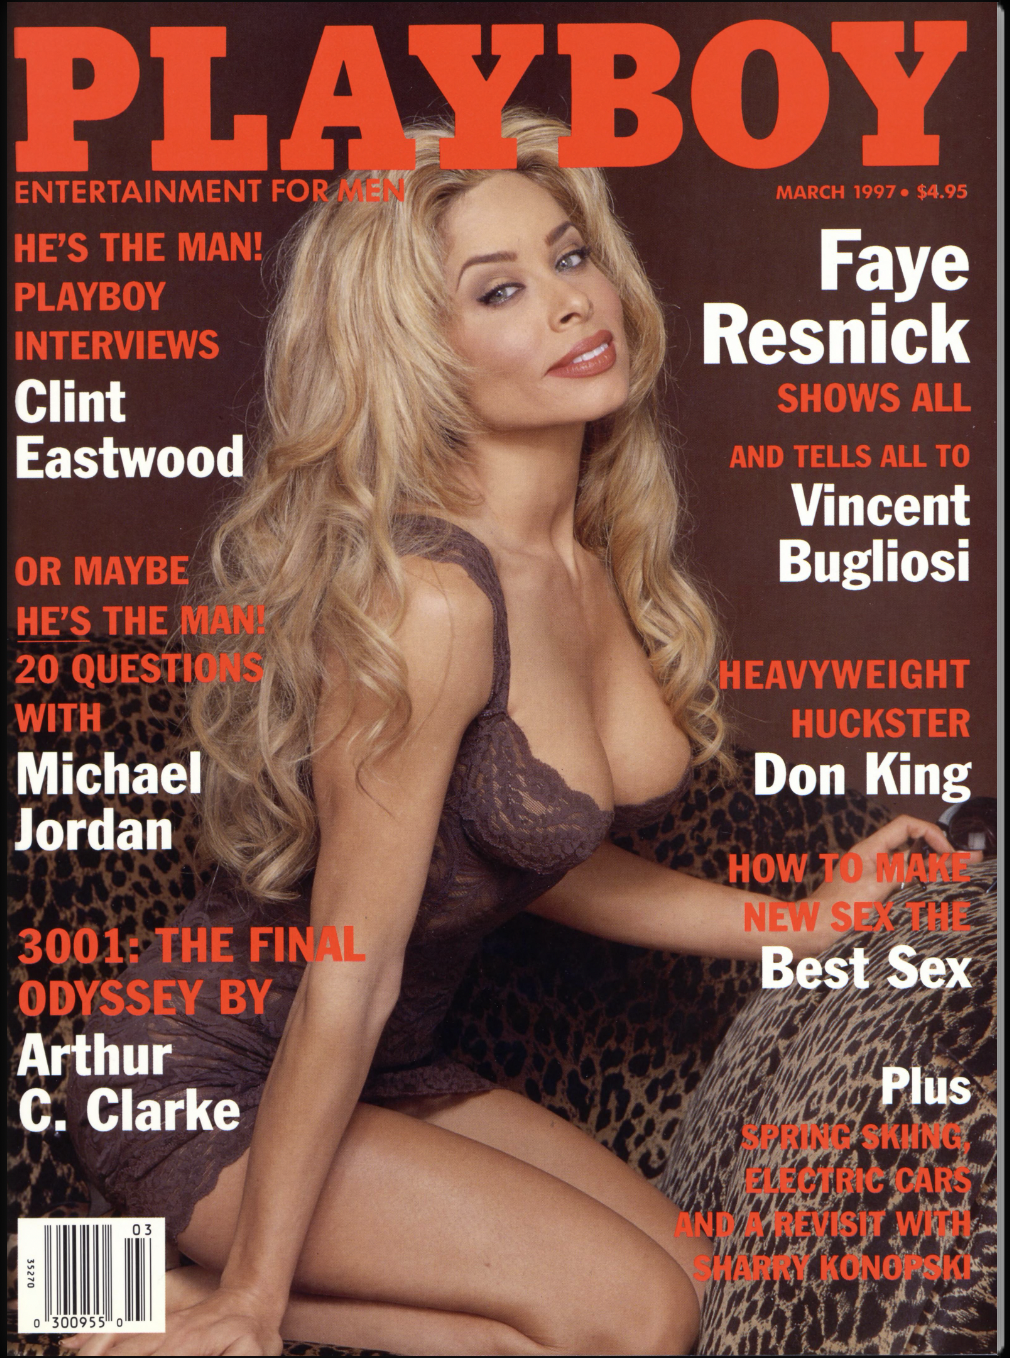 PLAYBOY
ENTERTAINMENT FOR MEN
MARCH 1997 • $4.95
HE'S THE MAN!
PLAYBOY
INTERVIEWS
Clint
Eastwood
OR MAYBE
HE'S THE MAN!
20 QUESTIONS
WITH
Michael
Jordan
3001: THE FINAL
ODYSSEY BY
Arthur
C. Clarke
Faye
Resnick
SHOWS ALL
AND TELLS ALL TO
Vincent
Bugliosi
HEAVYWEIGHT
HUCKSTER
Don King
HOW TO MAKE
NEW SEX THE
Best Sex
Plus
SPRING SKIING,
ELECTRIC CARS
AND A REVISIT WITH
SHARRY KONOPSKI
03
35270
0 300955 0